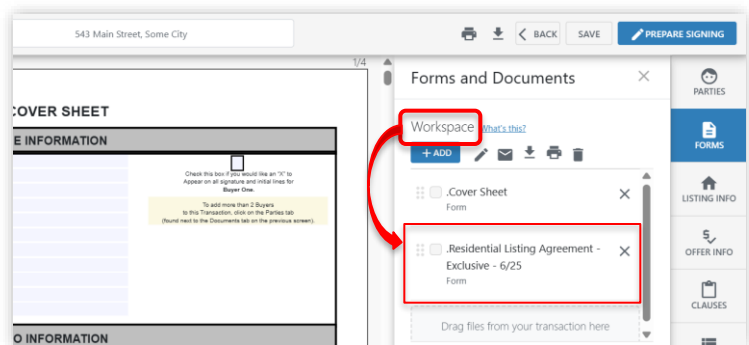 543 Main Street, Some City
BACK
SAVE
PREPARE SIGNING
1/4
COVER SHEET
E INFORMATION
Check this box if you would like an "X" to
Appear on all signature and initial lines for
Buyer One.
To add more than 2 Buyers
to this Transaction, click on the Parties tab
(found next to the Documents tab on the previous screen).
O INFORMATION
Forms and Documents
Workspace What's this?
+ ADD
.Cover Sheet
Form
.Residential Listing Agreement -
Exclusive - 6/25
Form
Drag files from your transaction here
PARTIES
FORMS
LISTING INFO
OFFER INFO
CLAUSES